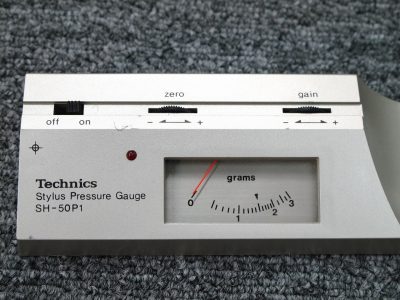 zero gain
off on - + - +
Technics
Stylus Pressure Gauge
SH-50P1
grams
0 1 2 3